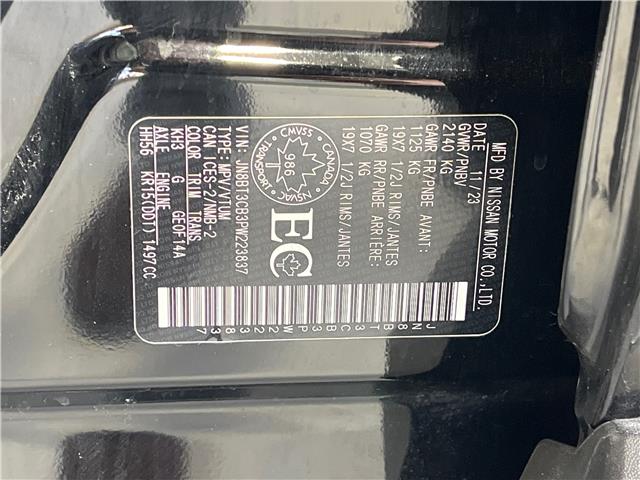 MFD BY NISSAN MOTOR CO.,LTD.
DATE 11/23
GVWR/PNBV
2140 KG
GAWR FR/PNBE AVANT:
1125 KG
19X7 1/2J RIMS/JANTES
GAWR RR/PNBE ARRIÈRE:
1070 KG
19X7 1/2J RIMS/JANTES
CMVSS CANADA NSVAC TRANSPORT
986
EC
VIN: JN8BT3CB3PW223837
TYPE: MPV/VTUM
CAN ICES-2/NMB-2
COLOR TRIM TRANS
KH3 G GE0F14A
AXLE ENGINE
HH56 KR15(DDT) 1497CC
JN8BT3CB3PW223837